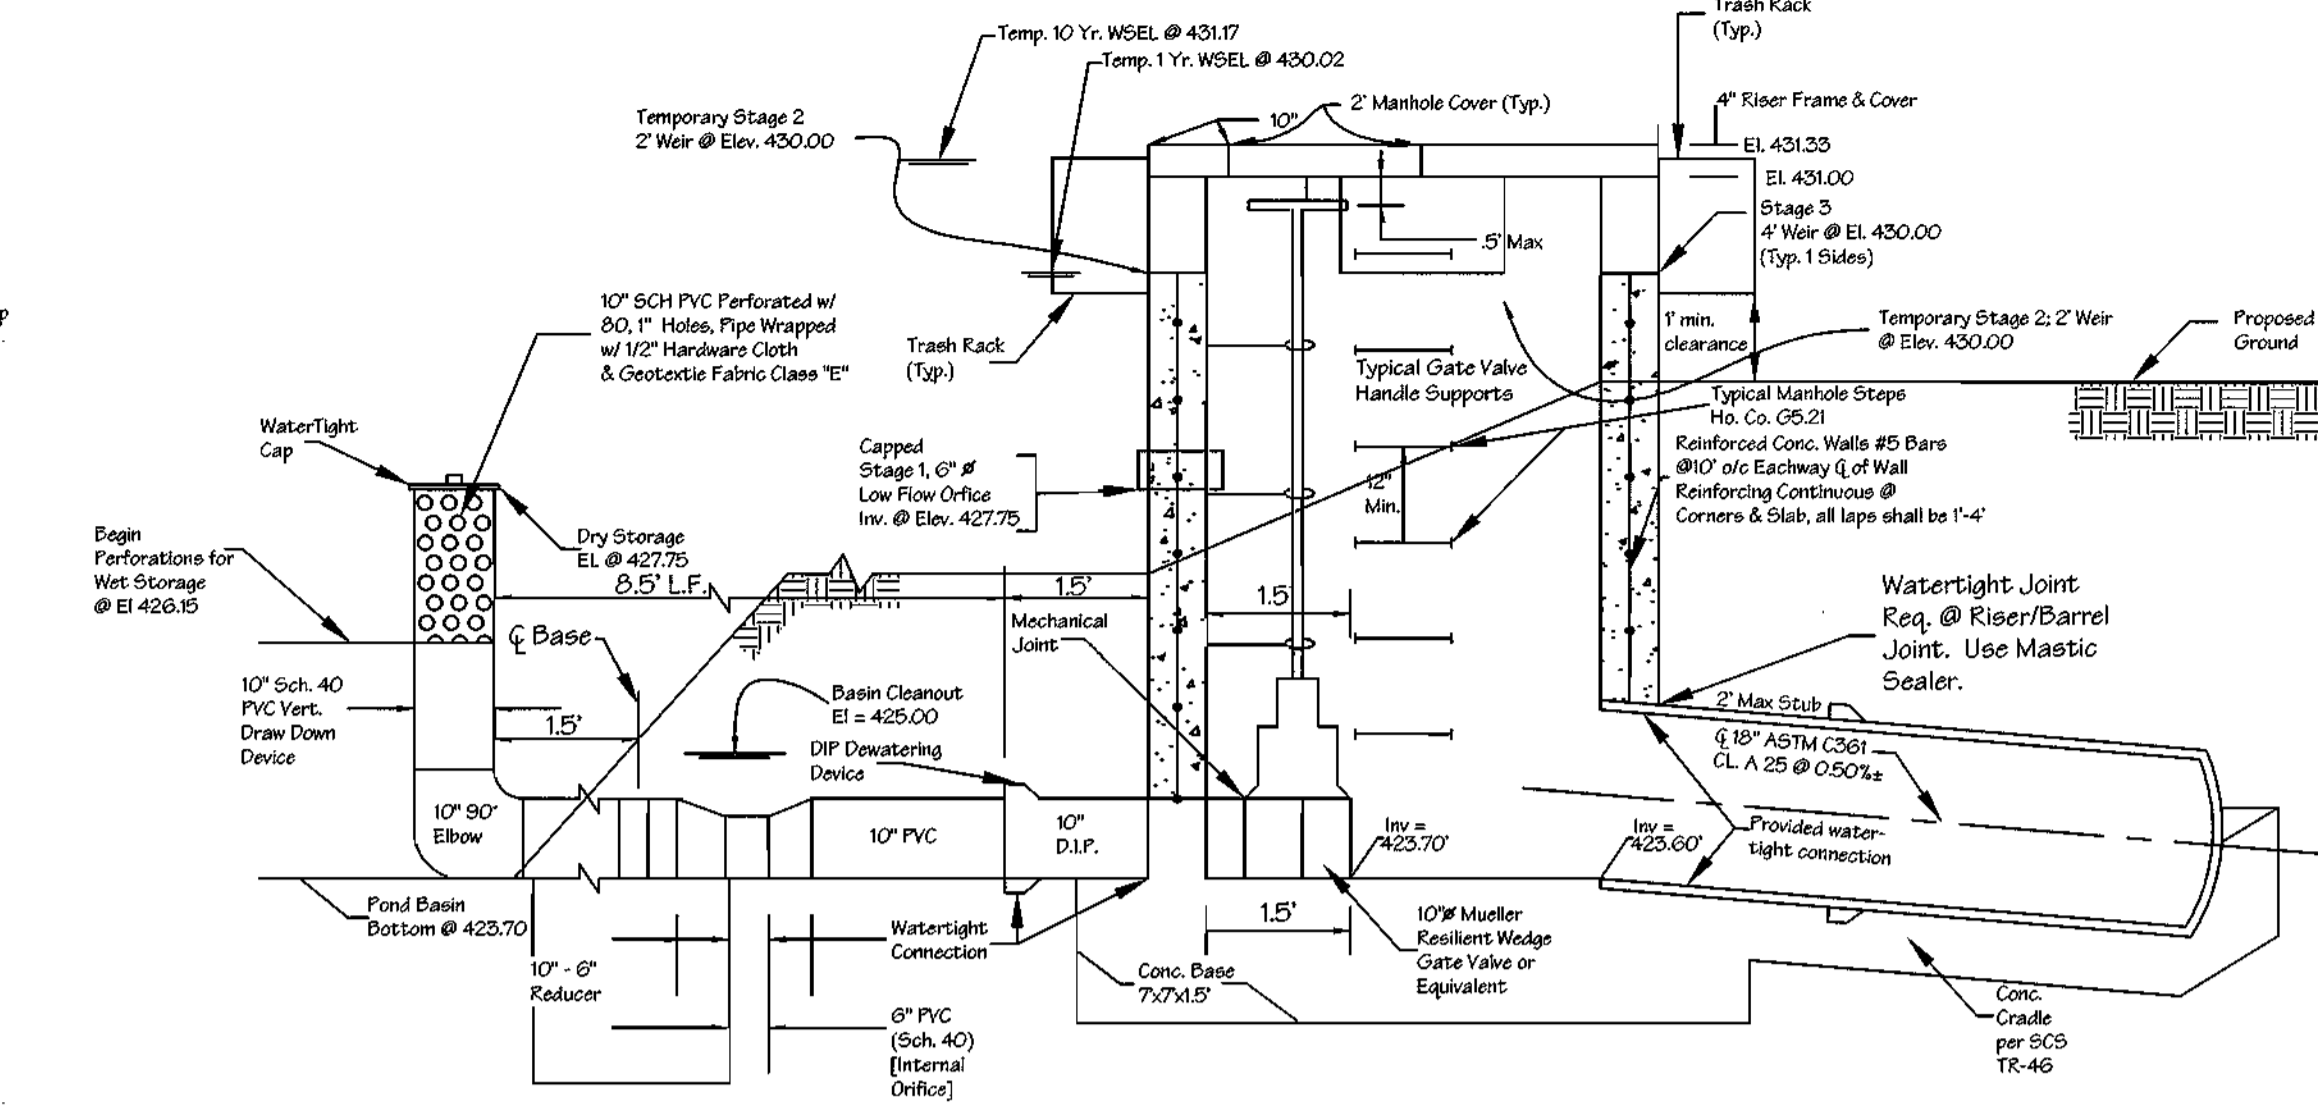 Trash Rack
(Typ.)
Temp. 10 Yr. WSEL @ 431.17
Temp. 1 Yr. WSEL @ 430.02
Temporary Stage 2
2' Weir @ Elev. 430.00
10"
2' Manhole Cover (Typ.)
4" Riser Frame & Cover
El. 431.33
El. 431.00
Stage 3
4' Weir @ El. 430.00
(Typ. 1 Sides)
.5' Max
10" SCH PVC Perforated w/
80, 1" Holes, Pipe Wrapped
w/ 1/2" Hardware Cloth
& Geotextie Fabric Class "E"
Trash Rack
(Typ.)
1' min.
clearance
Temporary Stage 2; 2' Weir
@ Elev. 430.00
Proposed
Ground
Typical Gate Valve
Handle Supports
Typical Manhole Steps
Ho. Co. G5.21
Reinforced Conc. Walls #5 Bars
@10' o/c Eachway ℄ of Wall
Reinforcing Continuous @
Corners & Slab, all laps shall be 1'-4'
WaterTight
Cap
Capped
Stage 1, 6" Ø
Low Flow Orfice
Inv. @ Elev. 427.75
12"
Min.
Begin
Perforations for
Wet Storage
@ El 426.15
Dry Storage
EL @ 427.75
8.5' L.F.
1.5'
1.5'
Mechanical
Joint
℄ Base
Watertight Joint
Req. @ Riser/Barrel
Joint. Use Mastic
Sealer.
10" Sch. 40
PVC Vert.
Draw Down
Device
1.5'
Basin Cleanout
El = 425.00
DIP Dewatering
Device
2' Max Stub
℄ 18" ASTM C361
CL. A 25 @ 0.50%±
10" 90°
Elbow
10" PVC
10"
D.I.P.
Inv =
423.70'
Inv =
423.60'
Provided water-
tight connection
Pond Basin
Bottom @ 423.70
Watertight
Connection
1.5'
10"Ø Mueller
Resilient Wedge
Gate Valve or
Equivalent
10" - 6"
Reducer
Conc. Base
7'x7'x1.5'
6" PVC
(Sch. 40)
[Internal
Orifice]
Conc.
Cradle
per SCS
TR-46